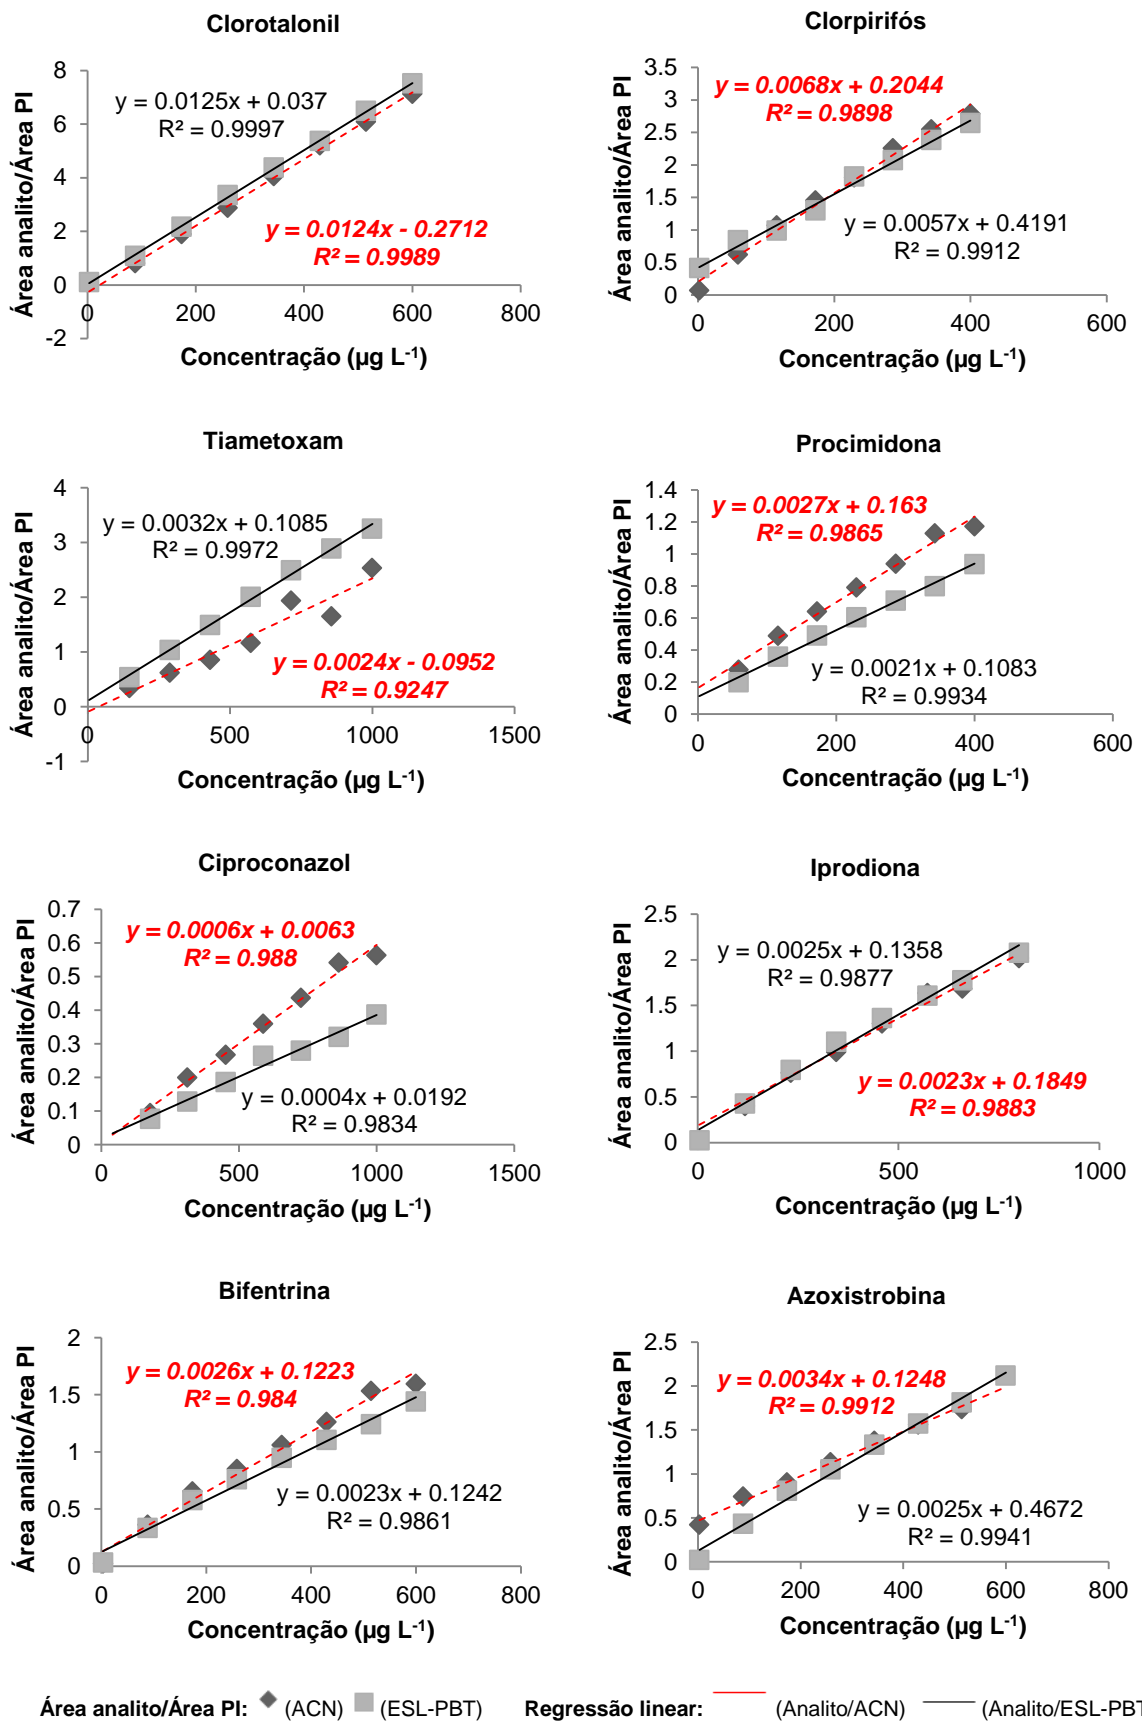 Clorotalonil
Área analito/Área PI
8
6
4
2
0
-2
y = 0.0125x + 0.037
R² = 0.9997
y = 0.0124x - 0.2712
R² = 0.9989
0 200 400 600 800
Concentração (µg L⁻¹)
Clorpirifós
Área analito/Área PI
3.5
3
2.5
2
1.5
1
0.5
0
y = 0.0068x + 0.2044
R² = 0.9898
y = 0.0057x + 0.4191
R² = 0.9912
0 200 400 600
Concentração (µg L⁻¹)
Tiametoxam
Área analito/Área PI
4
3
2
1
0
-1
y = 0.0032x + 0.1085
R² = 0.9972
y = 0.0024x - 0.0952
R² = 0.9247
0 500 1000 1500
Concentração (µg L⁻¹)
Procimidona
Área analito/Área PI
1.4
1.2
1
0.8
0.6
0.4
0.2
0
y = 0.0027x + 0.163
R² = 0.9865
y = 0.0021x + 0.1083
R² = 0.9934
0 200 400 600
Concentração (µg L⁻¹)
Ciproconazol
Área analito/Área PI
0.7
0.6
0.5
0.4
0.3
0.2
0.1
0
y = 0.0006x + 0.0063
R² = 0.988
y = 0.0004x + 0.0192
R² = 0.9834
0 500 1000 1500
Concentração (µg L⁻¹)
Iprodiona
Área analito/Área PI
2.5
2
1.5
1
0.5
0
y = 0.0025x + 0.1358
R² = 0.9877
y = 0.0023x + 0.1849
R² = 0.9883
0 500 1000
Concentração (µg L⁻¹)
Bifentrina
Área analito/Área PI
2
1.5
1
0.5
0
y = 0.0026x + 0.1223
R² = 0.984
y = 0.0023x + 0.1242
R² = 0.9861
0 200 400 600 800
Concentração (µg L⁻¹)
Azoxistrobina
Área analito/Área PI
2.5
2
1.5
1
0.5
0
y = 0.0034x + 0.1248
R² = 0.9912
y = 0.0025x + 0.4672
R² = 0.9941
0 200 400 600 800
Concentração (µg L⁻¹)
Área analito/Área PI: (ACN) (ESL-PBT) Regressão linear: (Analito/ACN) (Analito/ESL-PBT